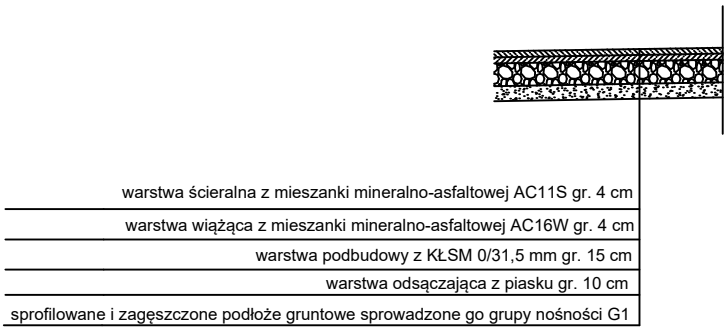 warstwa ścieralna z mieszanki mineralno-asfaltowej AC11S gr. 4 cm
warstwa wiążąca z mieszanki mineralno-asfaltowej AC16W gr. 4 cm
warstwa podbudowy z KŁSM 0/31,5 mm gr. 15 cm
warstwa odsączająca z piasku gr. 10 cm
sprofilowane i zagęszczone podłoże gruntowe sprowadzone go grupy nośności G1